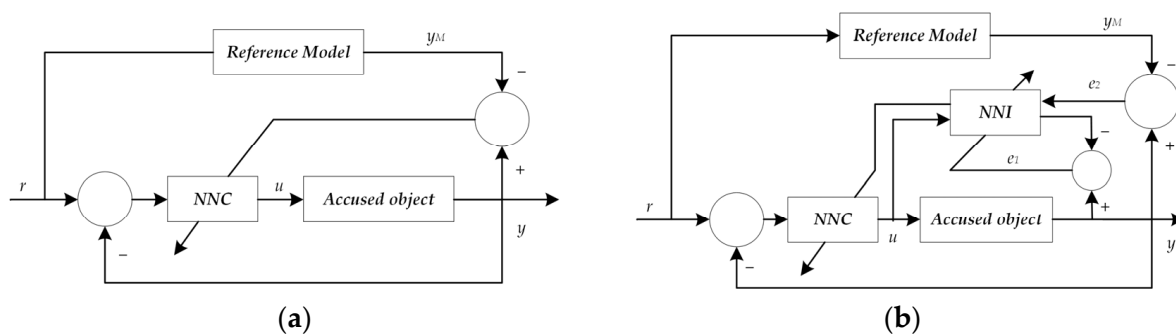 Reference Model
yM
−
r
NNC
u
Accused object
+
y
−
(a)
Reference Model
yM
−
e2
NNI
−
e1
+
r
NNC
u
Accused object
+
y
−
(b)